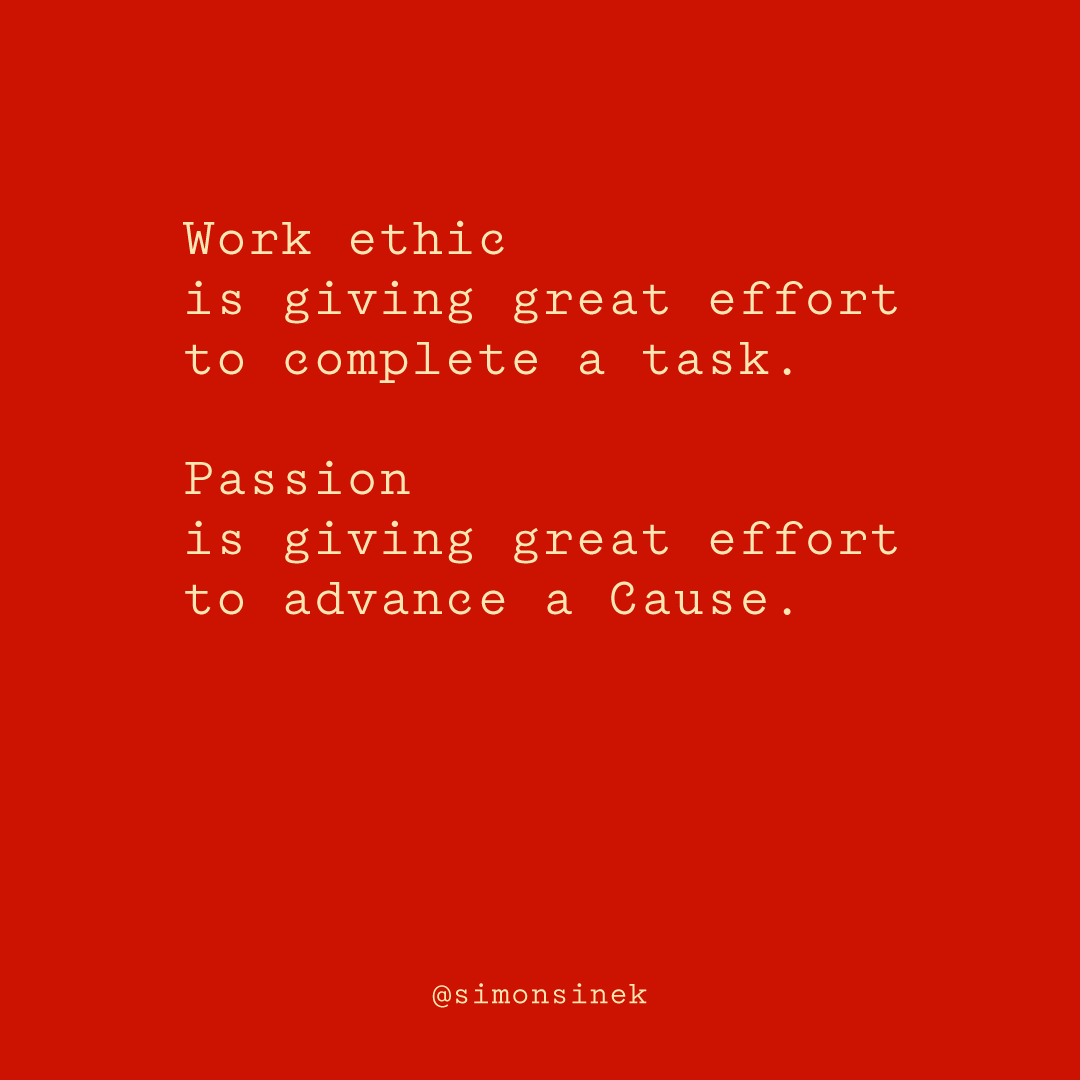 Work ethic
is giving great effort
to complete a task.
Passion
is giving great effort
to advance a Cause.
@simonsinek